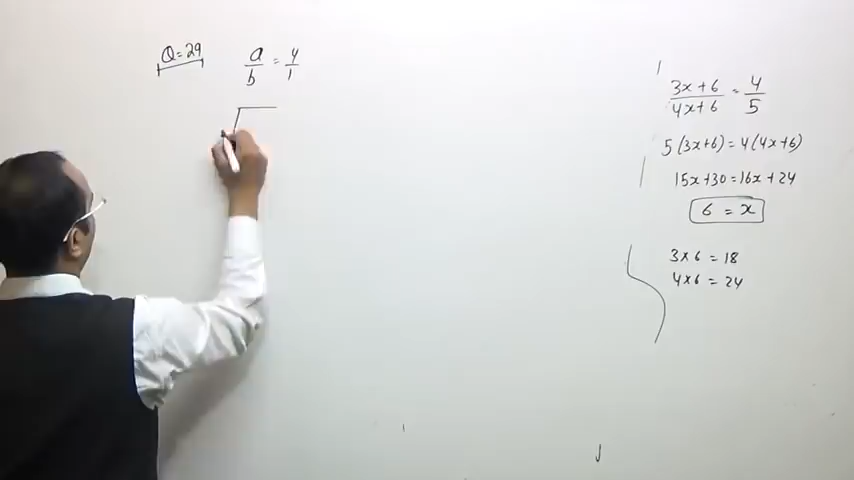 Q=29
a/b = 4/1
(3x+6)/(4x+6) = 4/5
5(3x+6)=4(4x+6)
15x+30=16x+24
6 = x
3×6 = 18
4×6 = 24